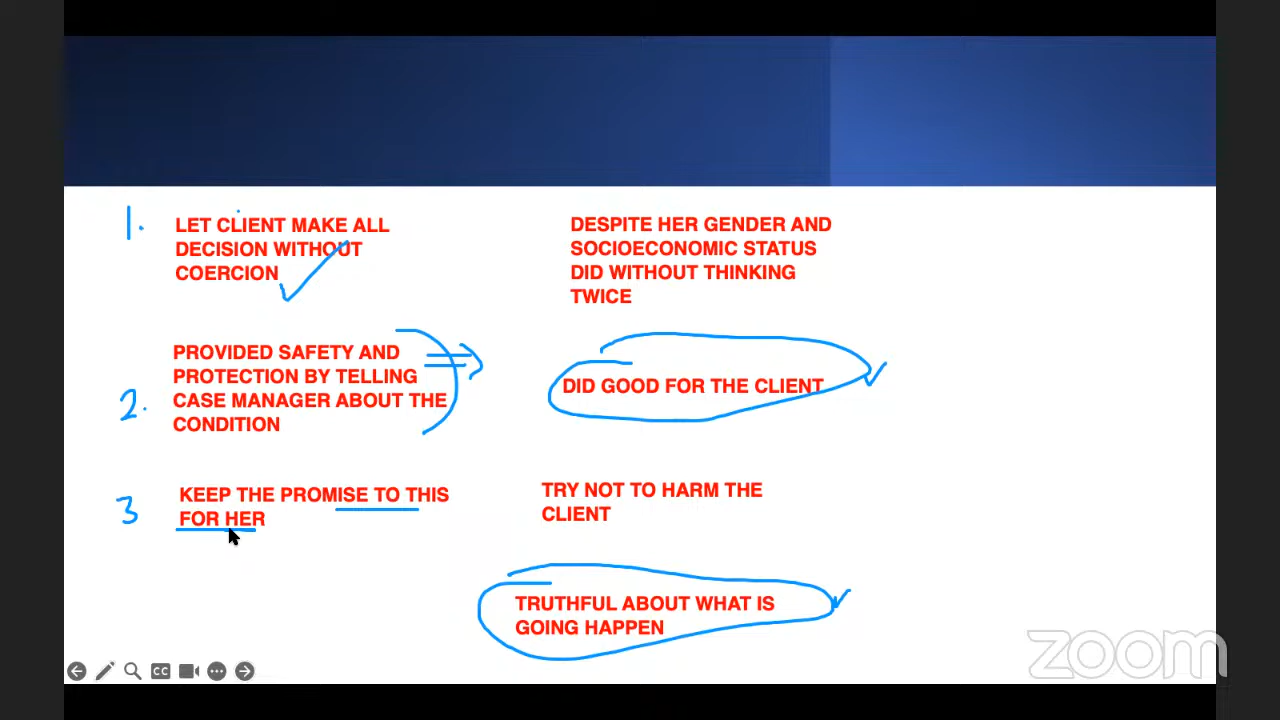 1. LET CLIENT MAKE ALL
DECISION WITHOUT
COERCION
DESPITE HER GENDER AND
SOCIOECONOMIC STATUS
DID WITHOUT THINKING
TWICE
2. PROVIDED SAFETY AND
PROTECTION BY TELLING
CASE MANAGER ABOUT THE
CONDITION
DID GOOD FOR THE CLIENT
3 KEEP THE PROMISE TO THIS
FOR HER
TRY NOT TO HARM THE
CLIENT
TRUTHFUL ABOUT WHAT IS
GOING HAPPEN
CC
zoom